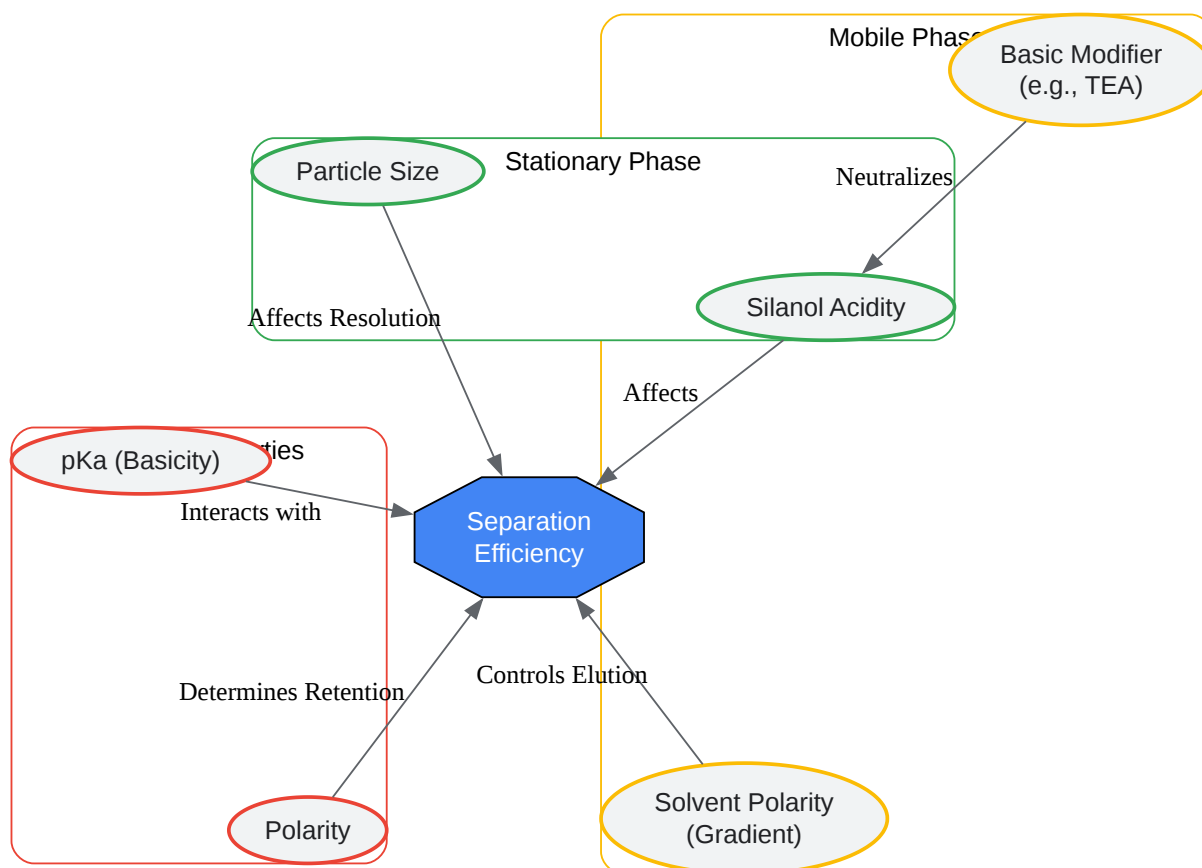 Mobile Phase
Basic Modifier
(e.g., TEA)
Stationary Phase
Particle Size
Neutralizes
Silanol Acidity
Affects Resolution
Affects
pKa (Basicity)
Interacts with
Separation
Efficiency
Determines Retention
Controls Elution
Solvent Polarity
(Gradient)
Polarity